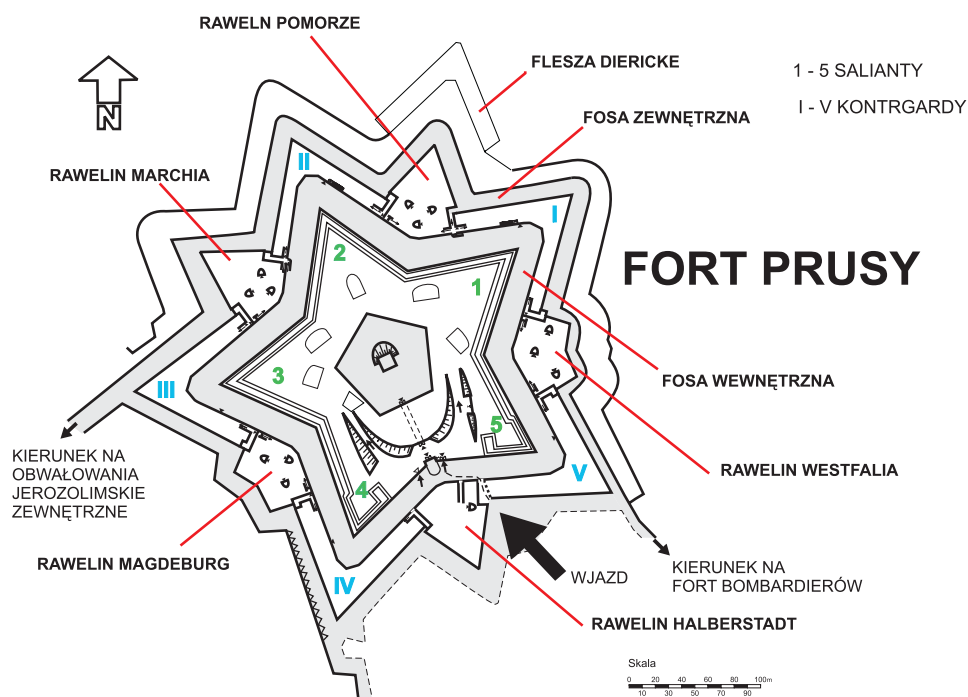 RAWELN POMORZE
FLESZA DIERICKE
1 - 5 SALIANTY
I - V KONTRGARDY
N
FOSA ZEWNĘTRZNA
RAWELIN MARCHIA
II
I
2
1
FORT PRUSY
3
III
FOSA WEWNĘTRZNA
5
V
4
IV
KIERUNEK NA
OBWAŁOWANIA
JEROZOLIMSKIE
ZEWNĘTRZNE
RAWELIN WESTFALIA
RAWELIN MAGDEBURG
WJAZD
KIERUNEK NA
FORT BOMBARDIERÓW
RAWELIN HALBERSTADT
Skala
0 20 40 60 80 100m
10 30 50 70 90